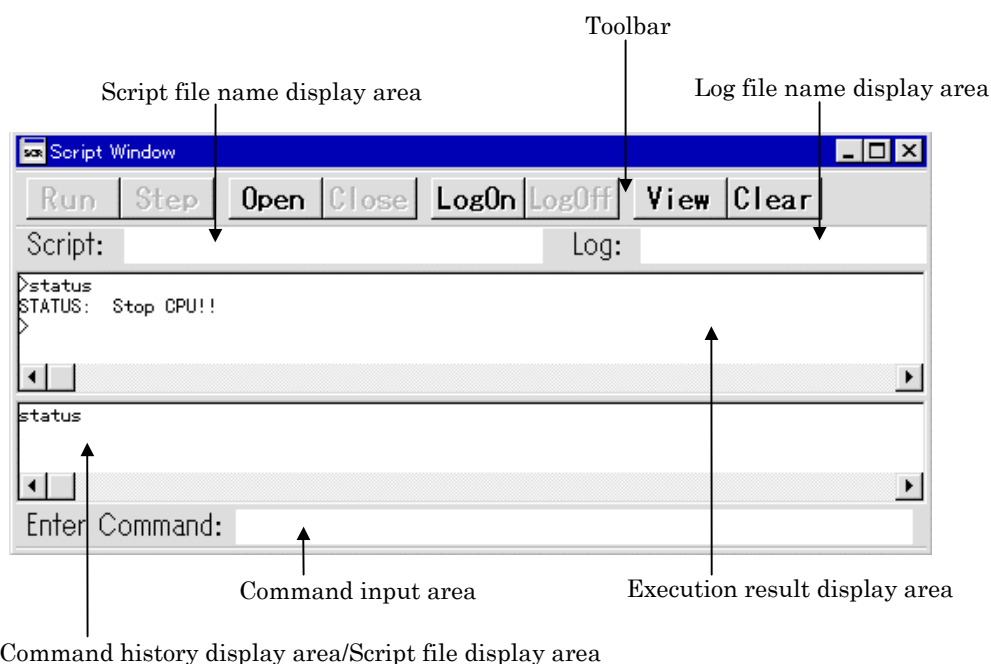 Toolbar
Script file name display area
Log file name display area
SCR Script Window
Run Step Open Close LogOn LogOff View Clear
Script: Log:
>status
STATUS: Stop CPU!!
>
status
Enter Command:
Command input area
Execution result display area
Command history display area/Script file display area